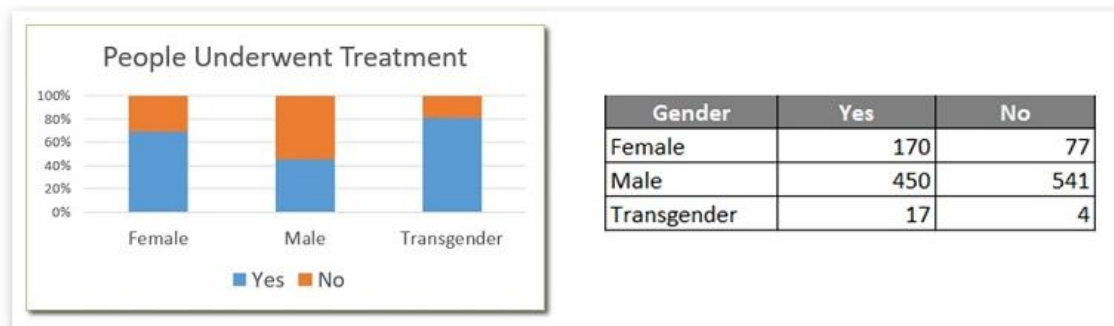 People Underwent Treatment
100%
80%
60%
40%
20%
0%
Female Male Transgender
Yes No
Gender Yes No
Female 170 77
Male 450 541
Transgender 17 4